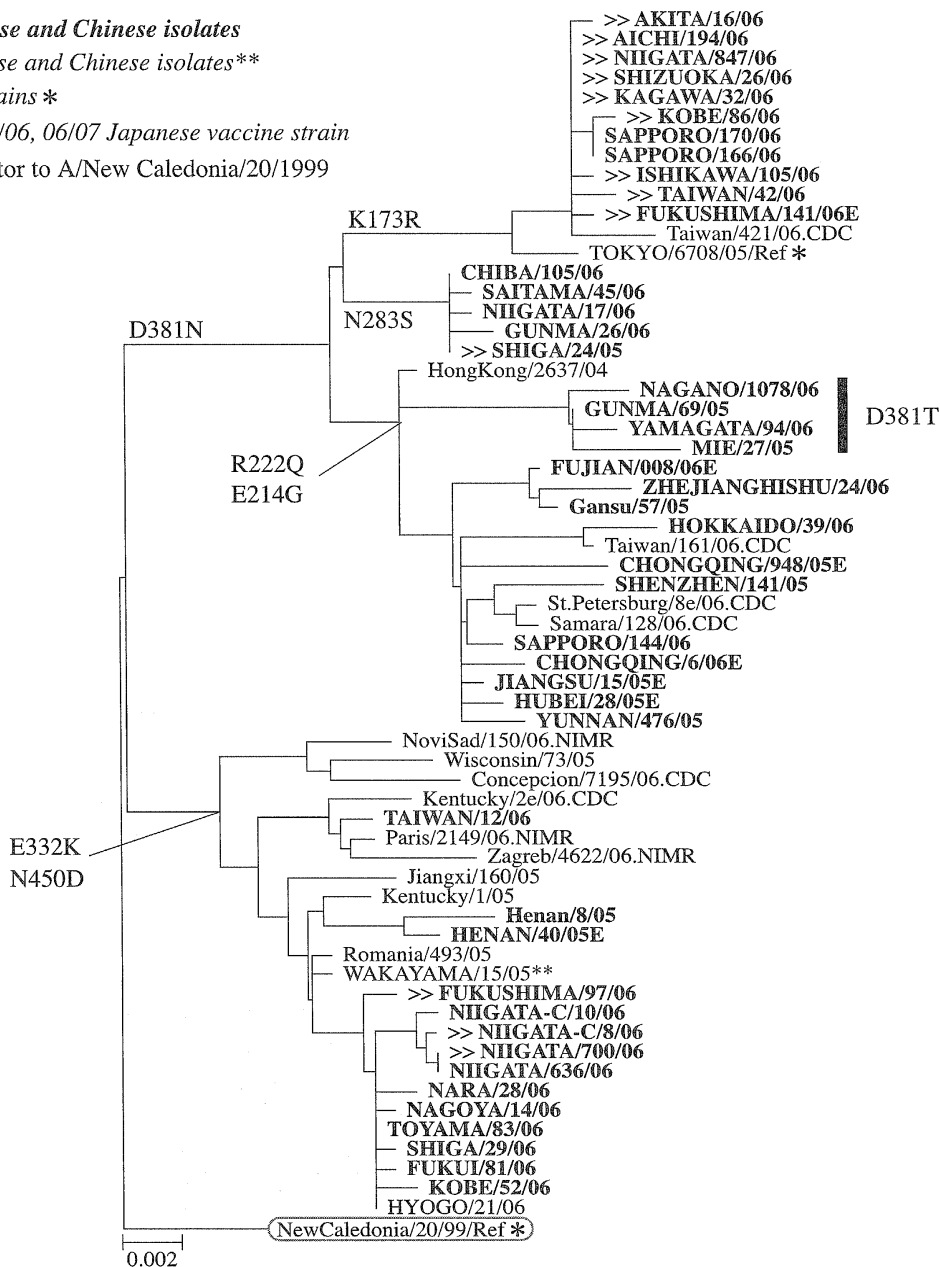 se and Chinese isolates
se and Chinese isolates**
ains *
/06, 06/07 Japanese vaccine strain
tor to A/New Caledonia/20/1999
>> AKITA/16/06
>> AICHI/194/06
>> NIIGATA/847/06
>> SHIZUOKA/26/06
>> KAGAWA/32/06
>> KOBE/86/06
SAPPORO/170/06
SAPPORO/166/06
>> ISHIKAWA/105/06
>> TAIWAN/42/06
>> FUKUSHIMA/141/06E
K173R
Taiwan/421/06.CDC
TOKYO/6708/05/Ref *
CHIBA/105/06
SAITAMA/45/06
NIIGATA/17/06
N283S
GUNMA/26/06
D381N
>> SHIGA/24/05
HongKong/2637/04
NAGANO/1078/06
GUNMA/69/05
D381T
YAMAGATA/94/06
MIE/27/05
R222Q
E214G
FUJIAN/008/06E
ZHEJIANGHISHU/24/06
Gansu/57/05
HOKKAIDO/39/06
Taiwan/161/06.CDC
CHONGQING/948/05E
SHENZHEN/141/05
St.Petersburg/8e/06.CDC
Samara/128/06.CDC
SAPPORO/144/06
CHONGQING/6/06E
JIANGSU/15/05E
HUBEI/28/05E
YUNNAN/476/05
NoviSad/150/06.NIMR
Wisconsin/73/05
Concepcion/7195/06.CDC
Kentucky/2e/06.CDC
TAIWAN/12/06
Paris/2149/06.NIMR
Zagreb/4622/06.NIMR
E332K
N450D
Jiangxi/160/05
Kentucky/1/05
Henan/8/05
HENAN/40/05E
Romania/493/05
WAKAYAMA/15/05**
>> FUKUSHIMA/97/06
NIIGATA-C/10/06
>> NIIGATA-C/8/06
>> NIIGATA/700/06
NIIGATA/636/06
NARA/28/06
NAGOYA/14/06
TOYAMA/83/06
SHIGA/29/06
FUKUI/81/06
KOBE/52/06
HYOGO/21/06
NewCaledonia/20/99/Ref *
0.002